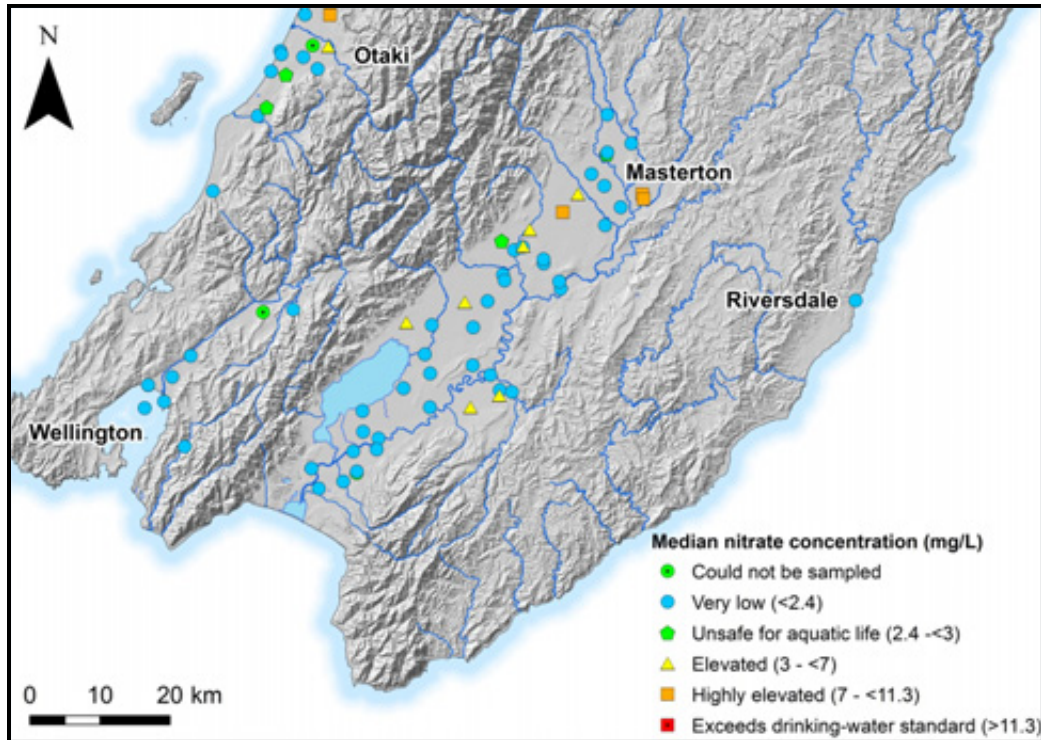 N
Otaki
Masterton
Riversdale
Wellington
Median nitrate concentration (mg/L)
Could not be sampled
Very low (<2.4)
Unsafe for aquatic life (2.4 -<3)
Elevated (3 - <7)
Highly elevated (7 - <11.3)
Exceeds drinking-water standard (>11.3)
0 10 20 km